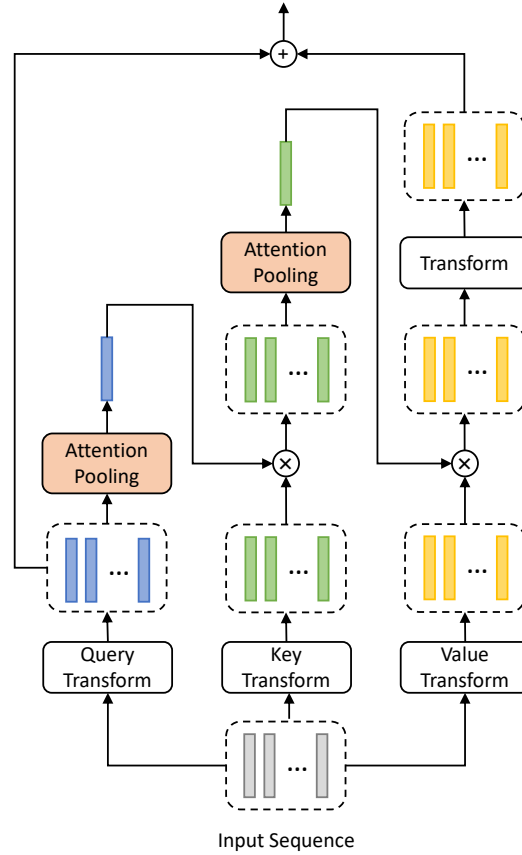 +
...
Attention
Pooling
Transform
...
...
Attention
Pooling
×
×
...
...
...
Query
Transform
Key
Transform
Value
Transform
...
Input Sequence